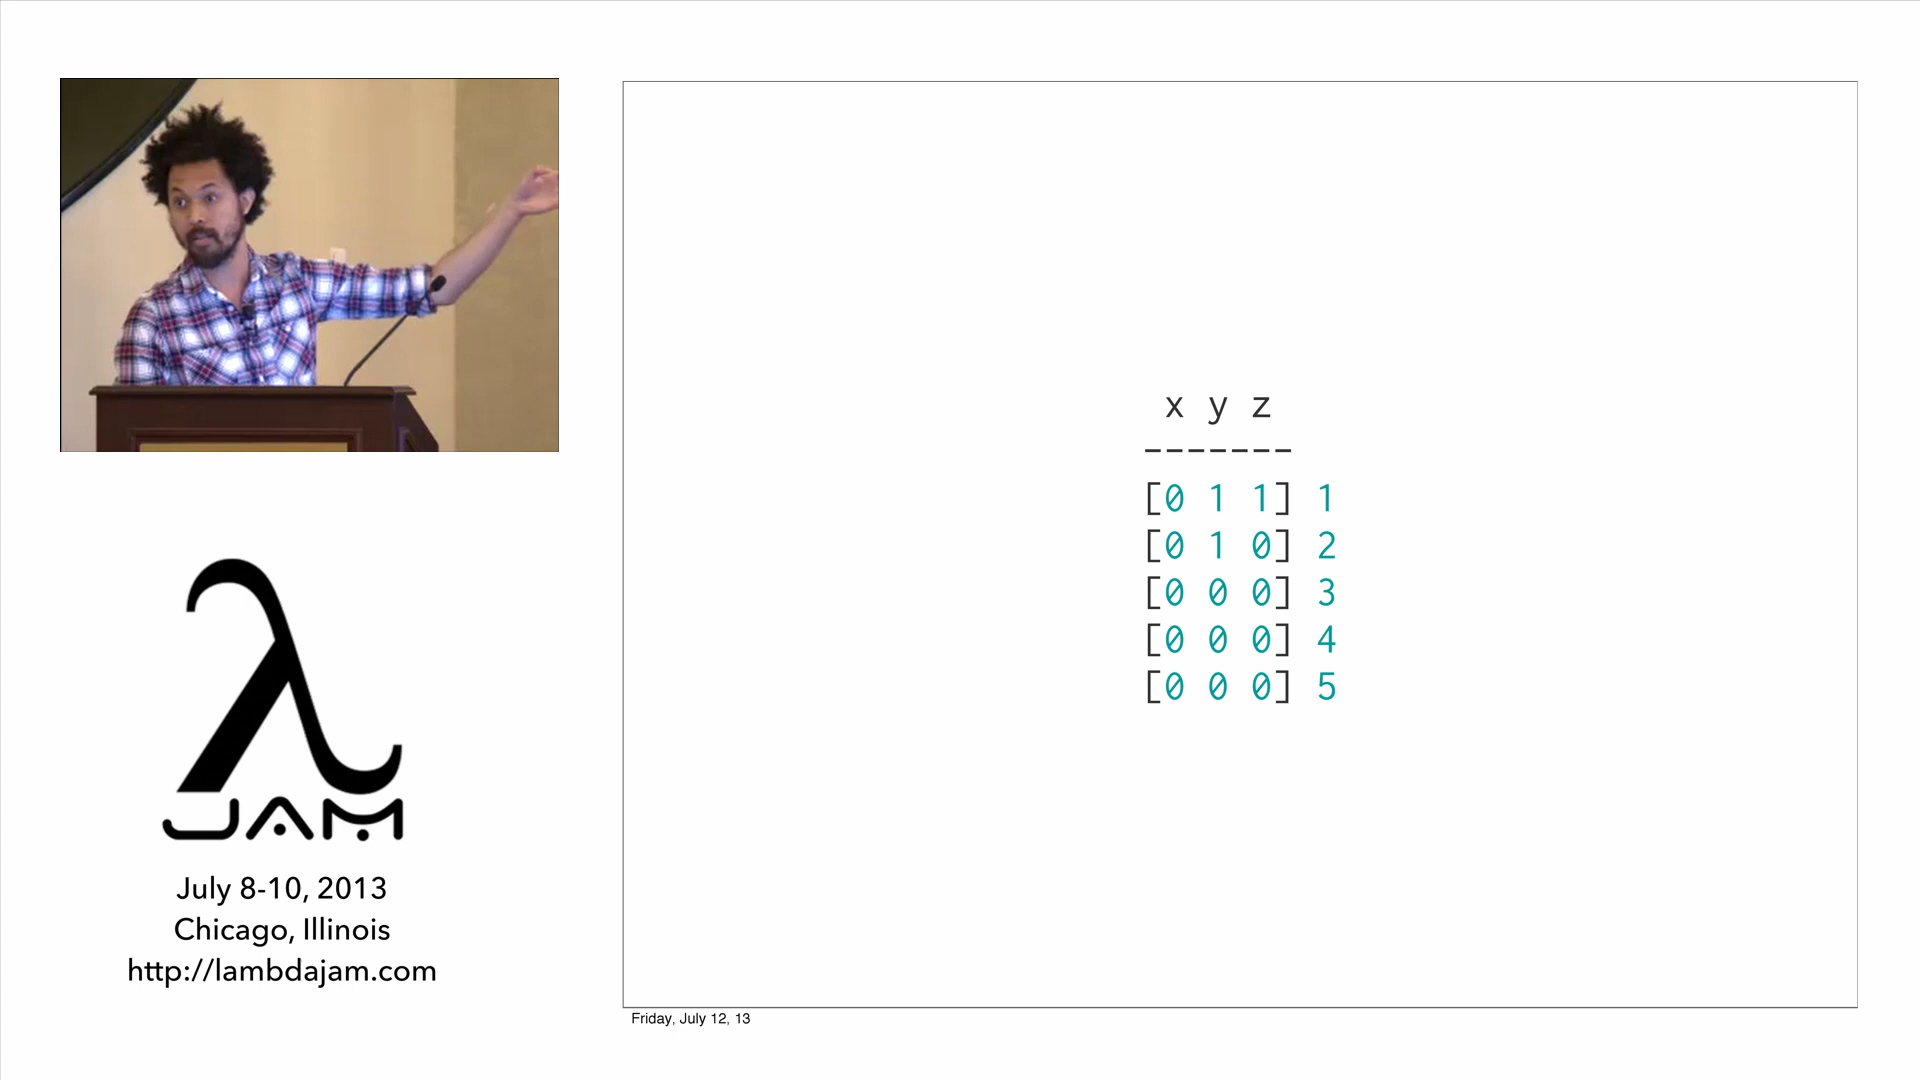 x y z
-------
[0 1 1] 1
[0 1 0] 2
[0 0 0] 3
[0 0 0] 4
[0 0 0] 5
λ
JAM
July 8-10, 2013
Chicago, Illinois
http://lambdajam.com
Friday, July 12, 13